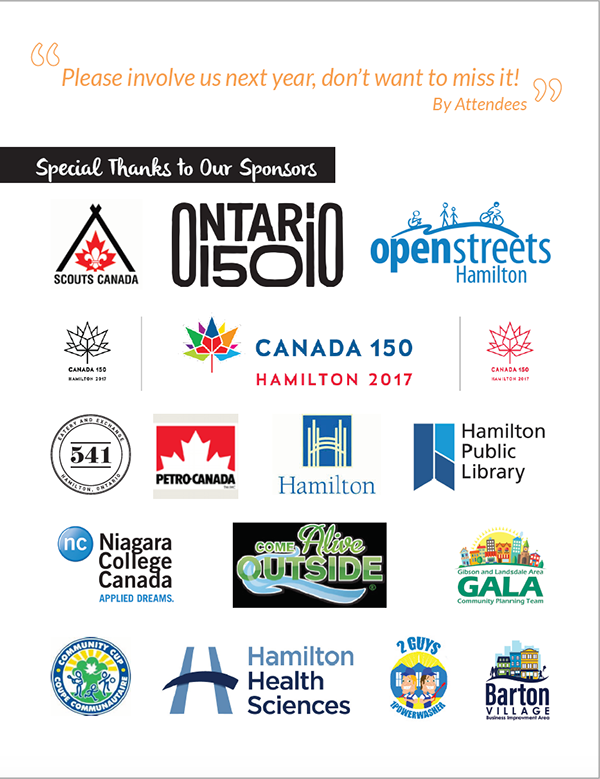 “Please involve us next year, don’t want to miss it!
By Attendees”
Special Thanks to Our Sponsors
SCOUTS CANADA
ONTARIO
150
openstreets
Hamilton
CANADA 150
HAMILTON 2017
CANADA 150
HAMILTON 2017
CANADA 150
HAMILTON 2017
EATERY AND EXCHANGE
541
HAMILTON, ONTARIO
PETRO-CANADA
Hamilton
Hamilton
Public
Library
nc
Niagara
College
Canada
APPLIED DREAMS.
COME Alive
OUTSIDE
®
Gibson and Landsdale Area
GALA
Community Planning Team
COMMUNITY CUP
COUPE COMMUNAUTAIRE
Hamilton
Health
Sciences
2 GUYS
1POWERWASHER
Barton
VILLAGE
Business Improvment Area